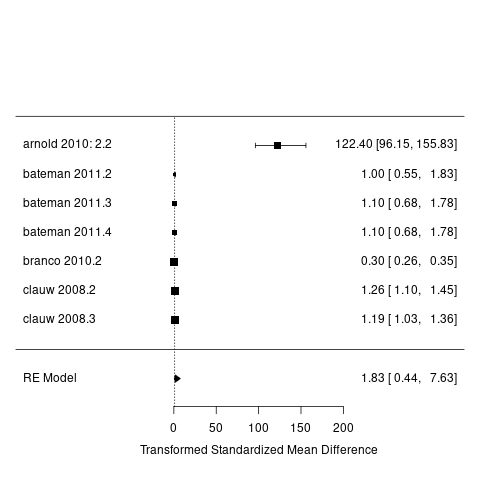 arnold 2010: 2.2 122.40 [96.15, 155.83]
bateman 2011.2 1.00 [ 0.55, 1.83]
bateman 2011.3 1.10 [ 0.68, 1.78]
bateman 2011.4 1.10 [ 0.68, 1.78]
branco 2010.2 0.30 [ 0.26, 0.35]
clauw 2008.2 1.26 [ 1.10, 1.45]
clauw 2008.3 1.19 [ 1.03, 1.36]
RE Model 1.83 [ 0.44, 7.63]
0 50 100 150 200
Transformed Standardized Mean Difference